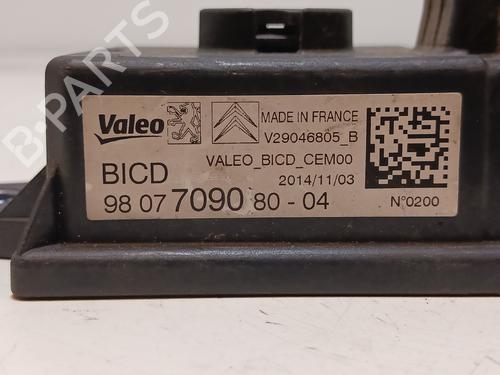 B-PARTS
Valeo
MADE IN FRANCE
V29046805_B
VALEO_BICD_CEM00
BICD
2014/11/03
98 07 7090 80 - 04
N°0200